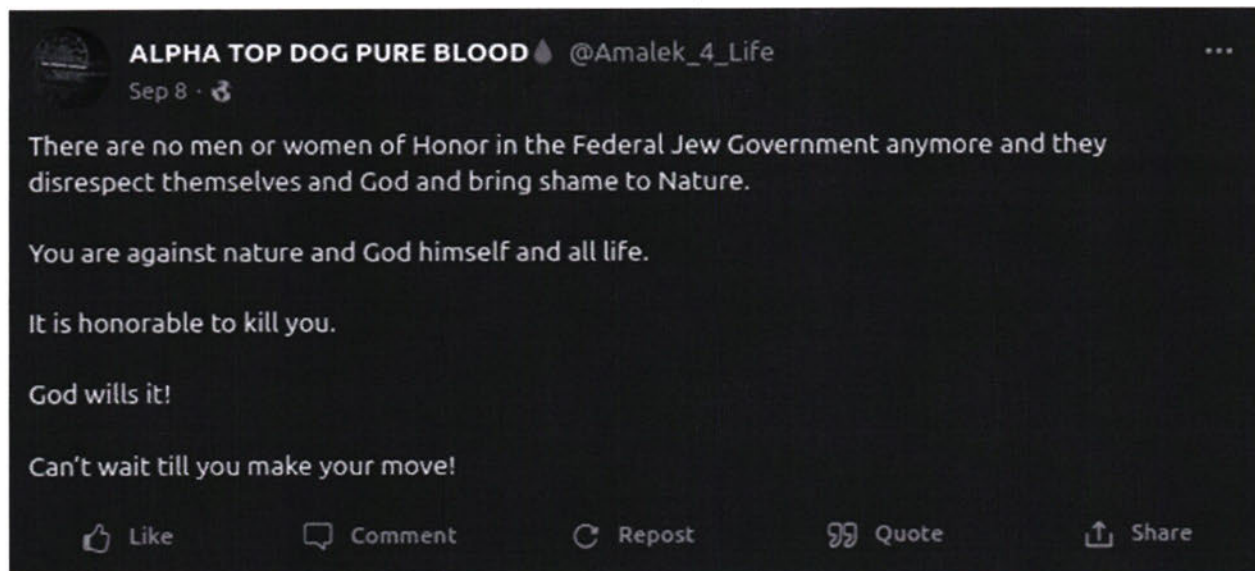 ALPHA TOP DOG PURE BLOOD🩸 @Amalek_4_Life
Sep 8 ·
There are no men or women of Honor in the Federal Jew Government anymore and they
disrespect themselves and God and bring shame to Nature.
You are against nature and God himself and all life.
It is honorable to kill you.
God wills it!
Can't wait till you make your move!
Like Comment Repost Quote Share